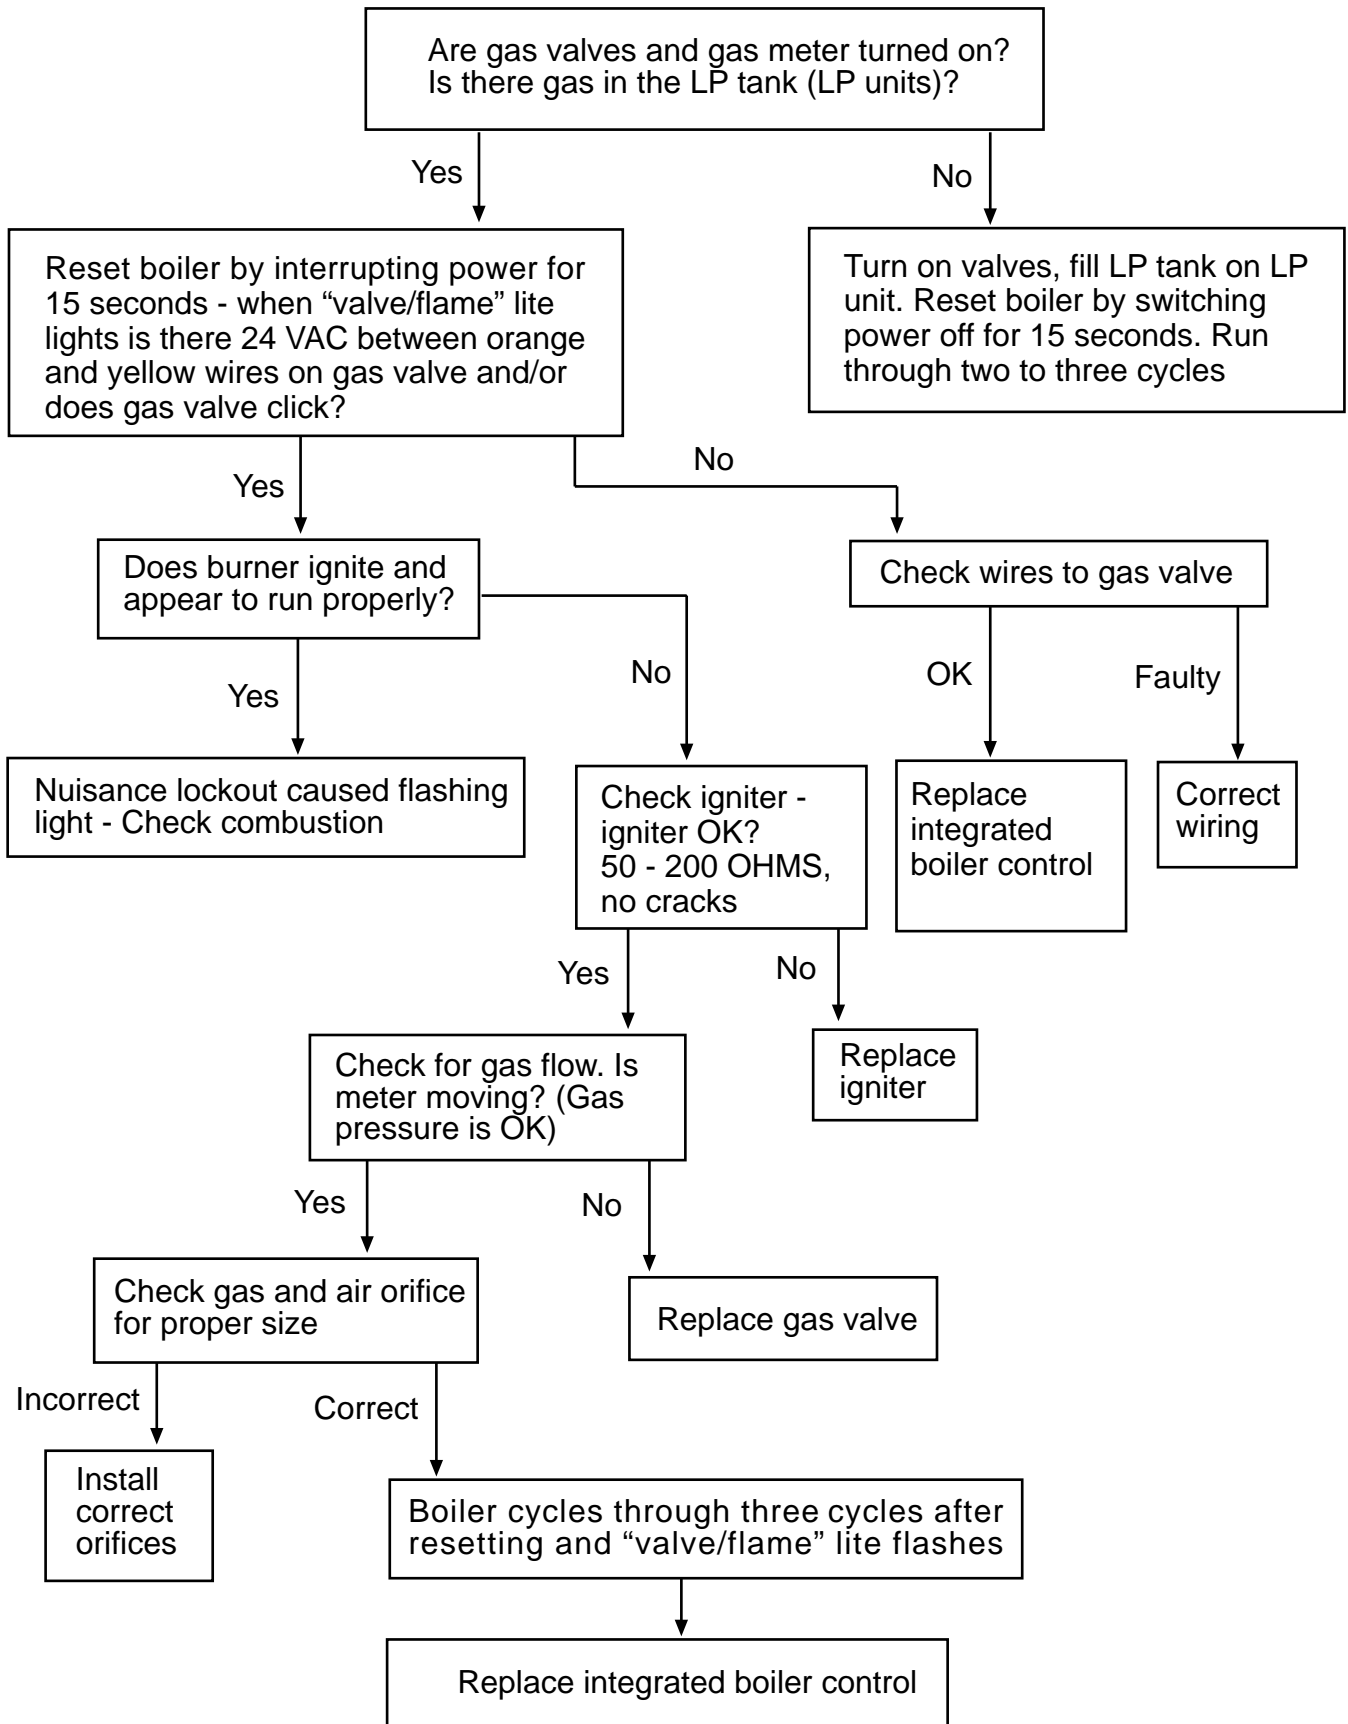 Are gas valves and gas meter turned on?
Is there gas in the LP tank (LP units)?
Yes
No
Reset boiler by interrupting power for
15 seconds - when “valve/flame” lite
lights is there 24 VAC between orange
and yellow wires on gas valve and/or
does gas valve click?
Turn on valves, fill LP tank on LP
unit. Reset boiler by switching
power off for 15 seconds. Run
through two to three cycles
Yes
No
Does burner ignite and
appear to run properly?
Check wires to gas valve
Yes
No
OK
Faulty
Nuisance lockout caused flashing
light - Check combustion
Check igniter -
igniter OK?
50 - 200 OHMS,
no cracks
Replace
integrated
boiler control
Correct
wiring
Yes
No
Check for gas flow. Is
meter moving? (Gas
pressure is OK)
Replace
igniter
Yes
No
Check gas and air orifice
for proper size
Replace gas valve
Incorrect
Correct
Install
correct
orifices
Boiler cycles through three cycles after
resetting and “valve/flame” lite flashes
Replace integrated boiler control